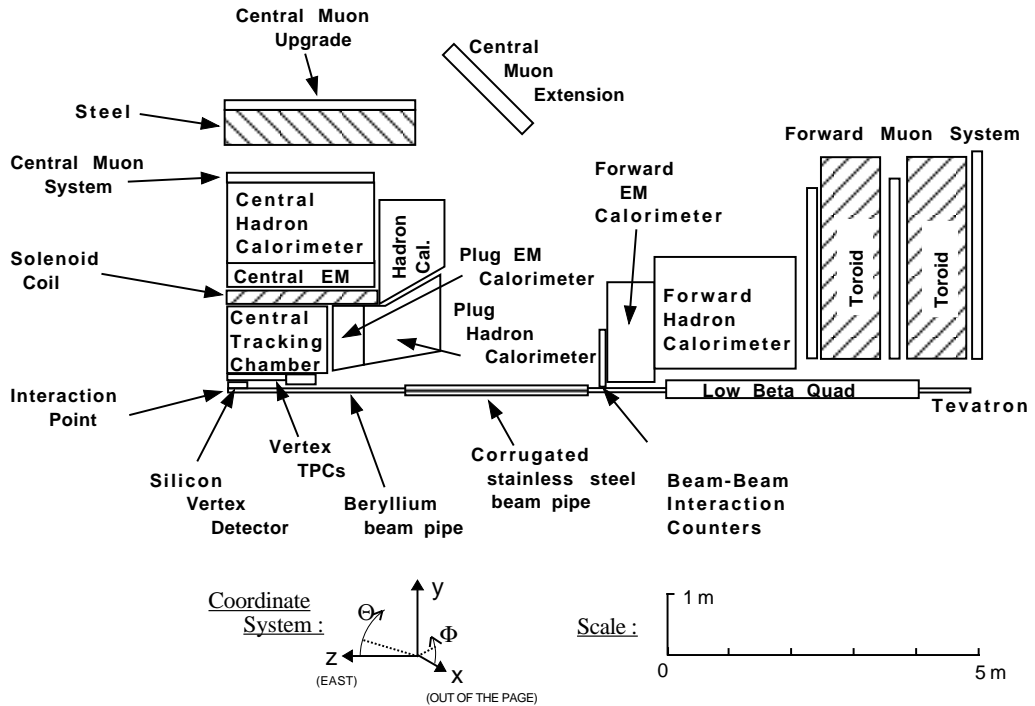 Central Muon
Upgrade
Central
Muon
Extension
Steel
Forward Muon System
Central Muon
System
Forward
EM
Calorimeter
Central
Hadron
Calorimeter
Hadron
Cal.
Solenoid
Coil
Central EM
Plug EM
Calorimeter
Toroid
Toroid
Central
Tracking
Chamber
Plug
Hadron
Calorimeter
Forward
Hadron
Calorimeter
Interaction
Point
Low Beta Quad
Tevatron
Silicon
Vertex
Detector
Vertex
TPCs
Beryllium
beam pipe
Corrugated
stainless steel
beam pipe
Beam-Beam
Interaction
Counters
Coordinate
System :
y
Θ
Φ
z
(EAST)
x
(OUT OF THE PAGE)
Scale :
1 m
0
5 m